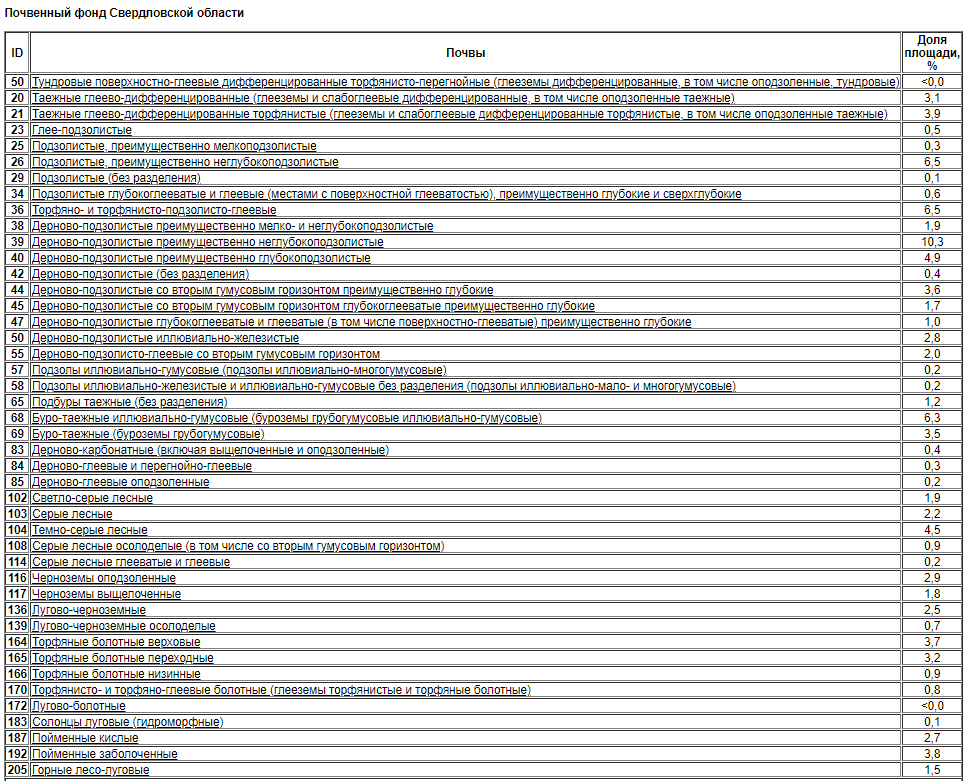 Почвенный фонд Свердловской области
ID Почвы Доля площади, %
50 Тундровые поверхностно-глеевые дифференцированные торфянисто-перегнойные (глееземы дифференцированные, в том числе оподзоленные, тундровые) <0,0
20 Таежные глеево-дифференцированные (глееземы и слабоглеевые дифференцированные, в том числе оподзоленные таежные) 3,1
21 Таежные глеево-дифференцированные торфянистые (глееземы и слабоглеевые дифференцированные торфянистые, в том числе оподзоленные таежные) 3,9
23 Глее-подзолистые 0,5
25 Подзолистые, преимущественно мелкоподзолистые 0,3
26 Подзолистые, преимущественно неглубокоподзолистые 6,5
29 Подзолистые (без разделения) 0,1
34 Подзолистые глубокоглееватые и глеевые (местами с поверхностной глееватостью), преимущественно глубокие и сверхглубокие 0,6
36 Торфяно- и торфянисто-подзолисто-глеевые 6,5
38 Дерново-подзолистые преимущественно мелко- и неглубокоподзолистые 1,9
39 Дерново-подзолистые преимущественно неглубокоподзолистые 10,3
40 Дерново-подзолистые преимущественно глубокоподзолистые 4,9
42 Дерново-подзолистые (без разделения) 0,4
44 Дерново-подзолистые со вторым гумусовым горизонтом преимущественно глубокие 3,6
45 Дерново-подзолистые со вторым гумусовым горизонтом глубокоглееватые преимущественно глубокие 1,7
47 Дерново-подзолистые глубокоглееватые и глееватые (в том числе поверхностно-глееватые) преимущественно глубокие 1,0
50 Дерново-подзолистые иллювиально-железистые 2,8
55 Дерново-подзолисто-глеевые со вторым гумусовым горизонтом 2,0
57 Подзолы иллювиально-гумусовые (подзолы иллювиально-многогумусовые) 0,2
58 Подзолы иллювиально-железистые и иллювиально-гумусовые без разделения (подзолы иллювиально-мало- и многогумусовые) 0,2
65 Подбуры таежные (без разделения) 1,2
68 Буро-таежные иллювиально-гумусовые (буроземы грубогумусовые иллювиально-гумусовые) 6,3
69 Буро-таежные (буроземы грубогумусовые) 3,5
83 Дерново-карбонатные (включая выщелоченные и оподзоленные) 0,4
84 Дерново-глеевые и перегнойно-глеевые 0,3
85 Дерново-глеевые оподзоленные 0,2
102 Светло-серые лесные 1,9
103 Серые лесные 2,2
104 Темно-серые лесные 4,5
108 Серые лесные осолоделые (в том числе со вторым гумусовым горизонтом) 0,9
114 Серые лесные глееватые и глеевые 0,2
116 Черноземы оподзоленные 2,9
117 Черноземы выщелоченные 1,8
136 Лугово-черноземные 2,5
139 Лугово-черноземные осолоделые 0,7
164 Торфяные болотные верховые 3,7
165 Торфяные болотные переходные 3,2
166 Торфяные болотные низинные 0,9
170 Торфянисто- и торфяно-глеевые болотные (глееземы торфянистые и торфяные болотные) 0,8
172 Лугово-болотные <0,0
183 Солонцы луговые (гидроморфные) 0,1
187 Пойменные кислые 2,7
192 Пойменные заболоченные 3,8
205 Горные лесо-луговые 1,5